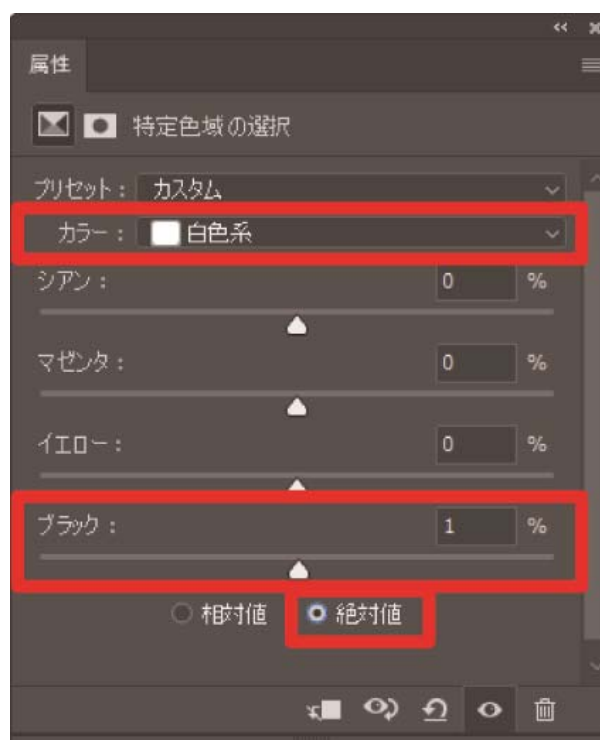 属性
特定色域の選択
プリセット： カスタム
カラー： 白色系
シアン： 0 %
マゼンタ： 0 %
イエロー： 0 %
ブラック： 1 %
相対値 絶対値